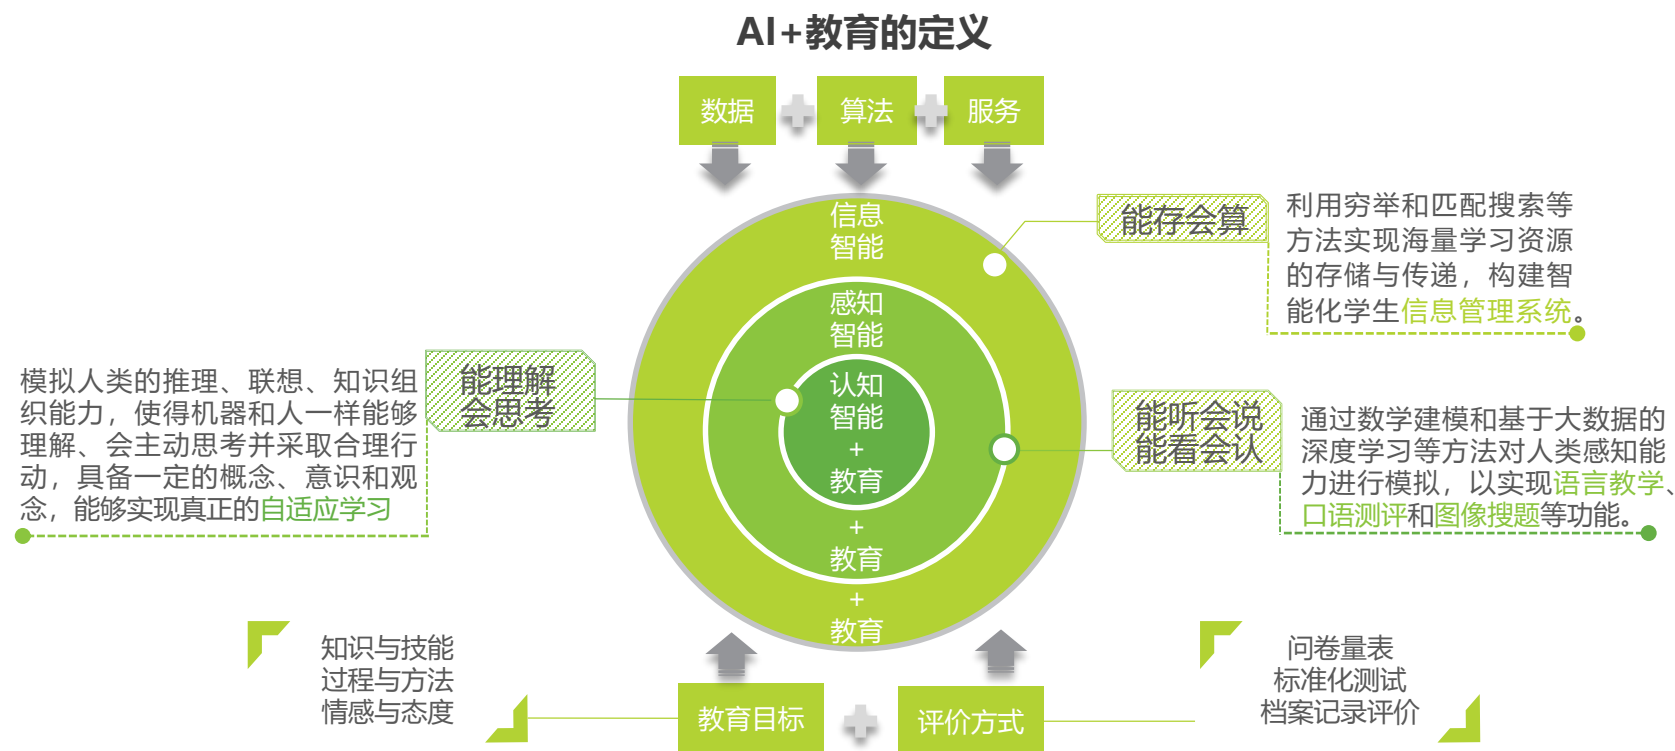 AI+教育的定义
数据
算法
服务
信息
智能
感知
智能
认知
智能
+
教育
+
教育
+
教育
能存会算
利用穷举和匹配搜索等
方法实现海量学习资源
的存储与传递，构建智
能化学生信息管理系统。
能理解
会思考
模拟人类的推理、联想、知识组
织能力，使得机器和人一样能够
理解、会主动思考并采取合理行
动，具备一定的概念、意识和观
念，能够实现真正的自适应学习
能听会说
能看会认
通过数学建模和基于大数据的
深度学习等方法对人类感知能
力进行模拟，以实现语言教学、
口语测评和图像搜题等功能。
知识与技能
过程与方法
情感与态度
教育目标
评价方式
问卷量表
标准化测试
档案记录评价